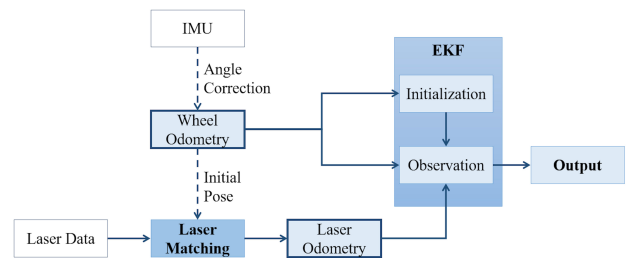 IMU
EKF
Angle
Correction
Initialization
Wheel
Odometry
Observation
Output
Initial
Pose
Laser Data
Laser
Matching
Laser
Odometry